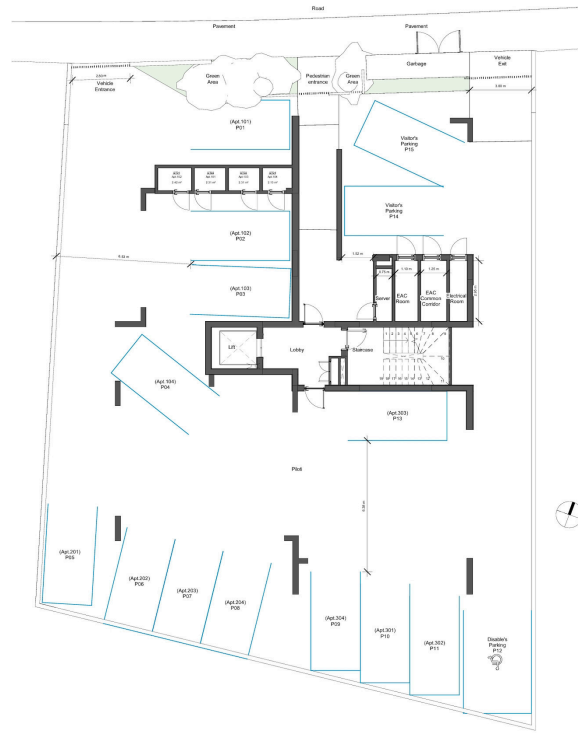 Road
Pavement
Pavement
2.63 m
Vehicle
Entrance
Green
Area
Pedestrian
entrance
Green
Area
Garbage
Vehicle
Exit
(Apt.101)
P01
Visitor's
Parking
P15
(Apt.102)
P02
Visitor's
Parking
P14
(Apt.103)
P03
Server
EAC
Room
EAC
Common
Corridor
Electrical
Room
Lift
Lobby
Staircase
(Apt.104)
P04
(Apt.303)
P13
Piloti
(Apt.201)
P05
(Apt.202)
P06
(Apt.203)
P07
(Apt.204)
P08
(Apt.304)
P09
(Apt.301)
P10
(Apt.302)
P11
Disable's
Parking
P12